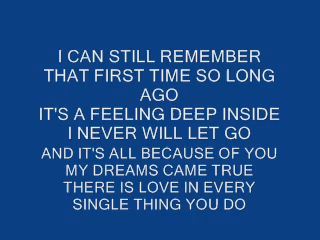 I CAN STILL REMEMBER
THAT FIRST TIME SO LONG
AGO
IT'S A FEELING DEEP INSIDE
I NEVER WILL LET GO
AND IT'S ALL BECAUSE OF YOU
MY DREAMS CAME TRUE
THERE IS LOVE IN EVERY
SINGLE THING YOU DO